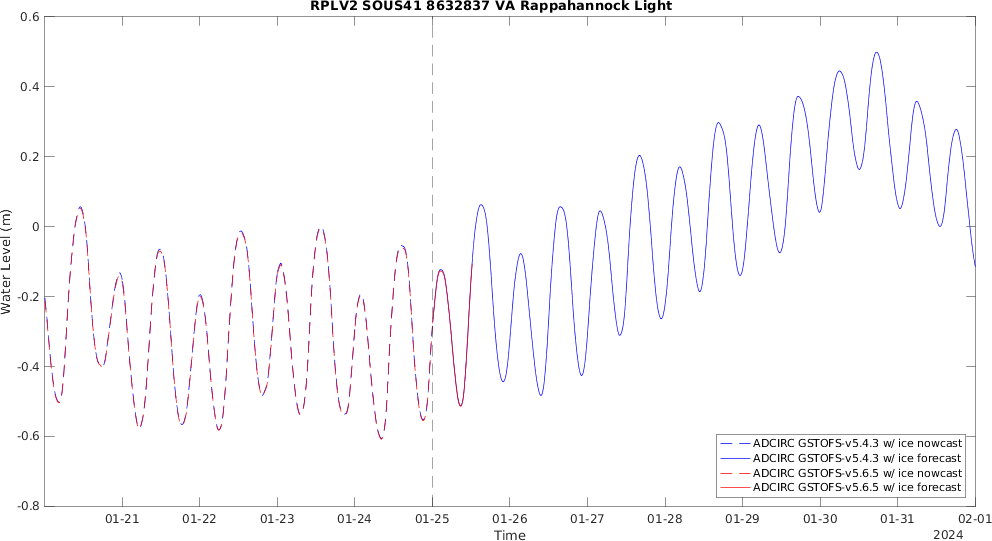 RPLV2 SOUS41 8632837 VA Rappahannock Light
0.6
0.4
0.2
0
-0.2
-0.4
-0.6
-0.8
Water Level (m)
ADCIRC GSTOFS-v5.4.3 w/ ice nowcast
ADCIRC GSTOFS-v5.4.3 w/ ice forecast
ADCIRC GSTOFS-v5.6.5 w/ ice nowcast
ADCIRC GSTOFS-v5.6.5 w/ ice forecast
01-21 01-22 01-23 01-24 01-25 01-26 01-27 01-28 01-29 01-30 01-31 02-01
Time
2024